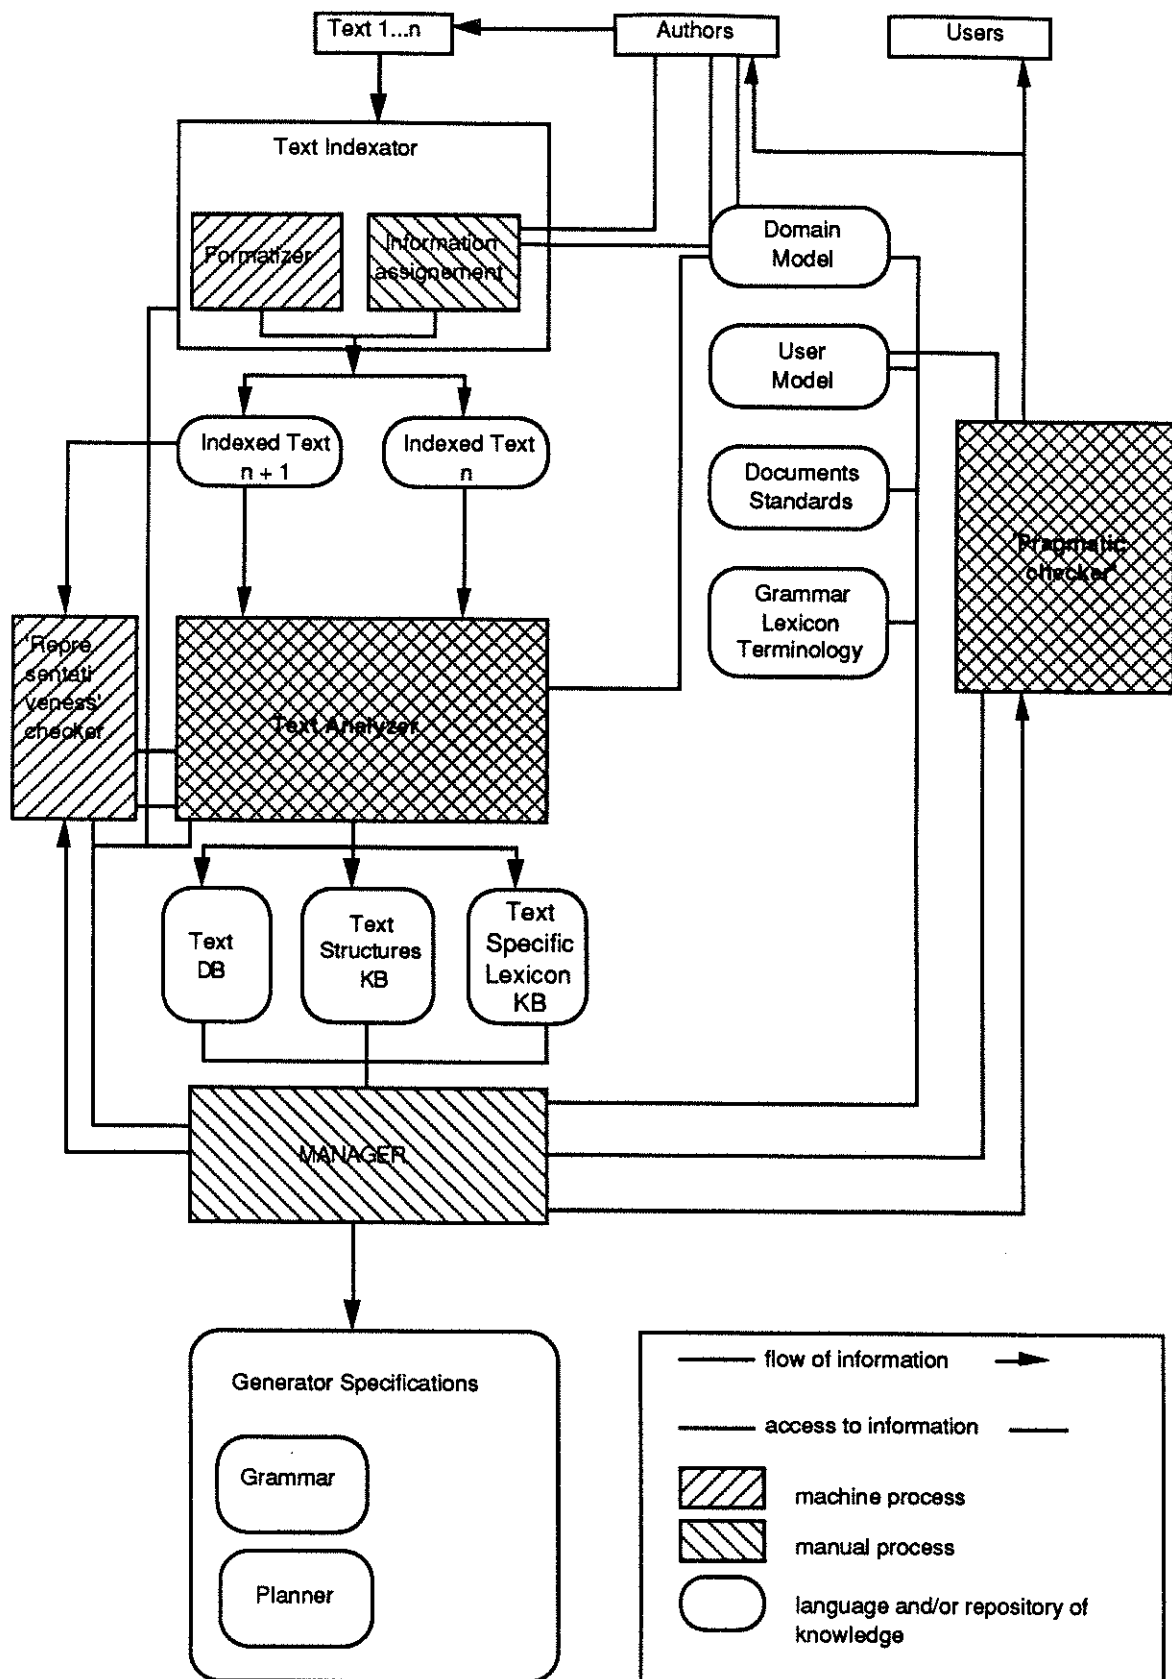 Text 1...n
Authors
Users
Text Indexator
Formatizer
Information
assignement
Domain
Model
User
Model
Indexed Text
n + 1
Indexed Text
n
Documents
Standards
'Pragmatic
checker'
Grammar
Lexicon
Terminology
'Repre
sentati
veness'
checker
Text Analyzer
Text
DB
Text
Structures
KB
Text
Specific
Lexicon
KB
MANAGER
Generator Specifications
Grammar
Planner
flow of information
access to information
machine process
manual process
language and/or repository of
knowledge